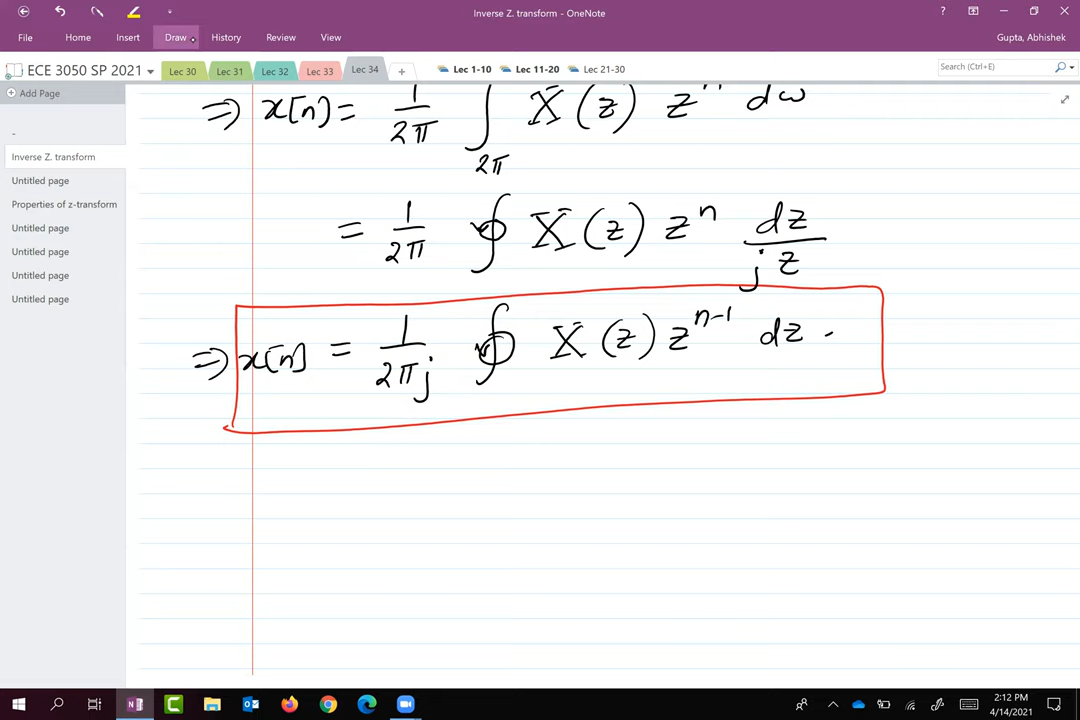 Inverse Z. transform - OneNote
?
File Home Insert Draw History Review View
Gupta, Abhishek
ECE 3050 SP 2021
Lec 30 Lec 31 Lec 32 Lec 33 Lec 34 + Lec 1-10 Lec 11-20 Lec 21-30
Search (Ctrl+E)
Add Page
-
Inverse Z. transform
Untitled page
Properties of z-transform
Untitled page
Untitled page
Untitled page
Untitled page
⇒ x[n] = 1/2π ∫_2π X(z) z^n dω
= 1/2π ∮ X(z) z^n dz/jz
⇒ x[n] = 1/2πj ∮ X(z) z^{n-1} dz .
2:12 PM
4/14/2021